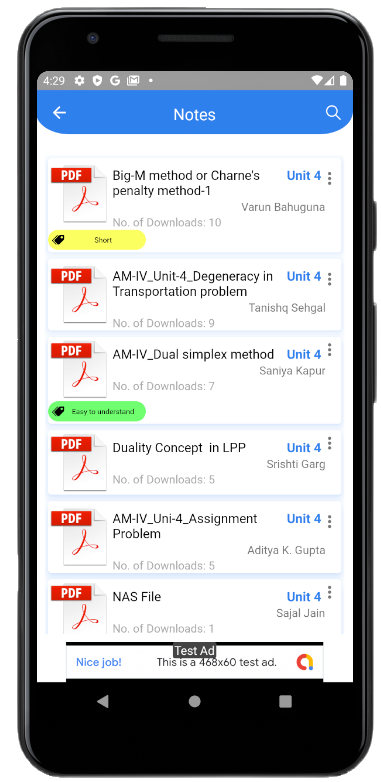 4:29
Notes
PDF
Big-M method or Charne's
penalty method-1
Unit 4
Varun Bahuguna
No. of Downloads: 10
Short
PDF
AM-IV_Unit-4_Degeneracy in
Transportation problem
Unit 4
Tanishq Sehgal
No. of Downloads: 9
PDF
AM-IV_Dual simplex method
Unit 4
Saniya Kapur
No. of Downloads: 7
Easy to understand
PDF
Duality Concept  in LPP
Unit 4
Srishti Garg
No. of Downloads: 5
PDF
AM-IV_Uni-4_Assignment
Problem
Unit 4
Aditya K. Gupta
No. of Downloads: 5
PDF
NAS File
Unit 4
Sajal Jain
No. of Downloads: 1
Test Ad
Nice job!
This is a 468x60 test ad.